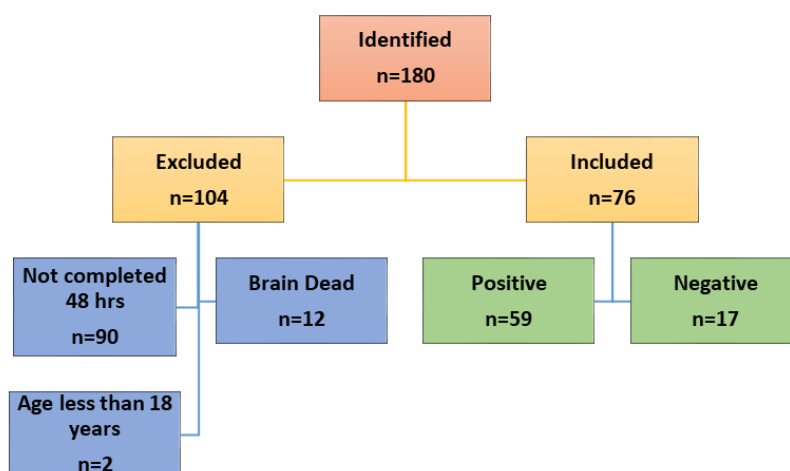 Identified
n=180
Excluded
n=104
Included
n=76
Not completed
48 hrs
n=90
Brain Dead
n=12
Positive
n=59
Negative
n=17
Age less than 18
years
n=2